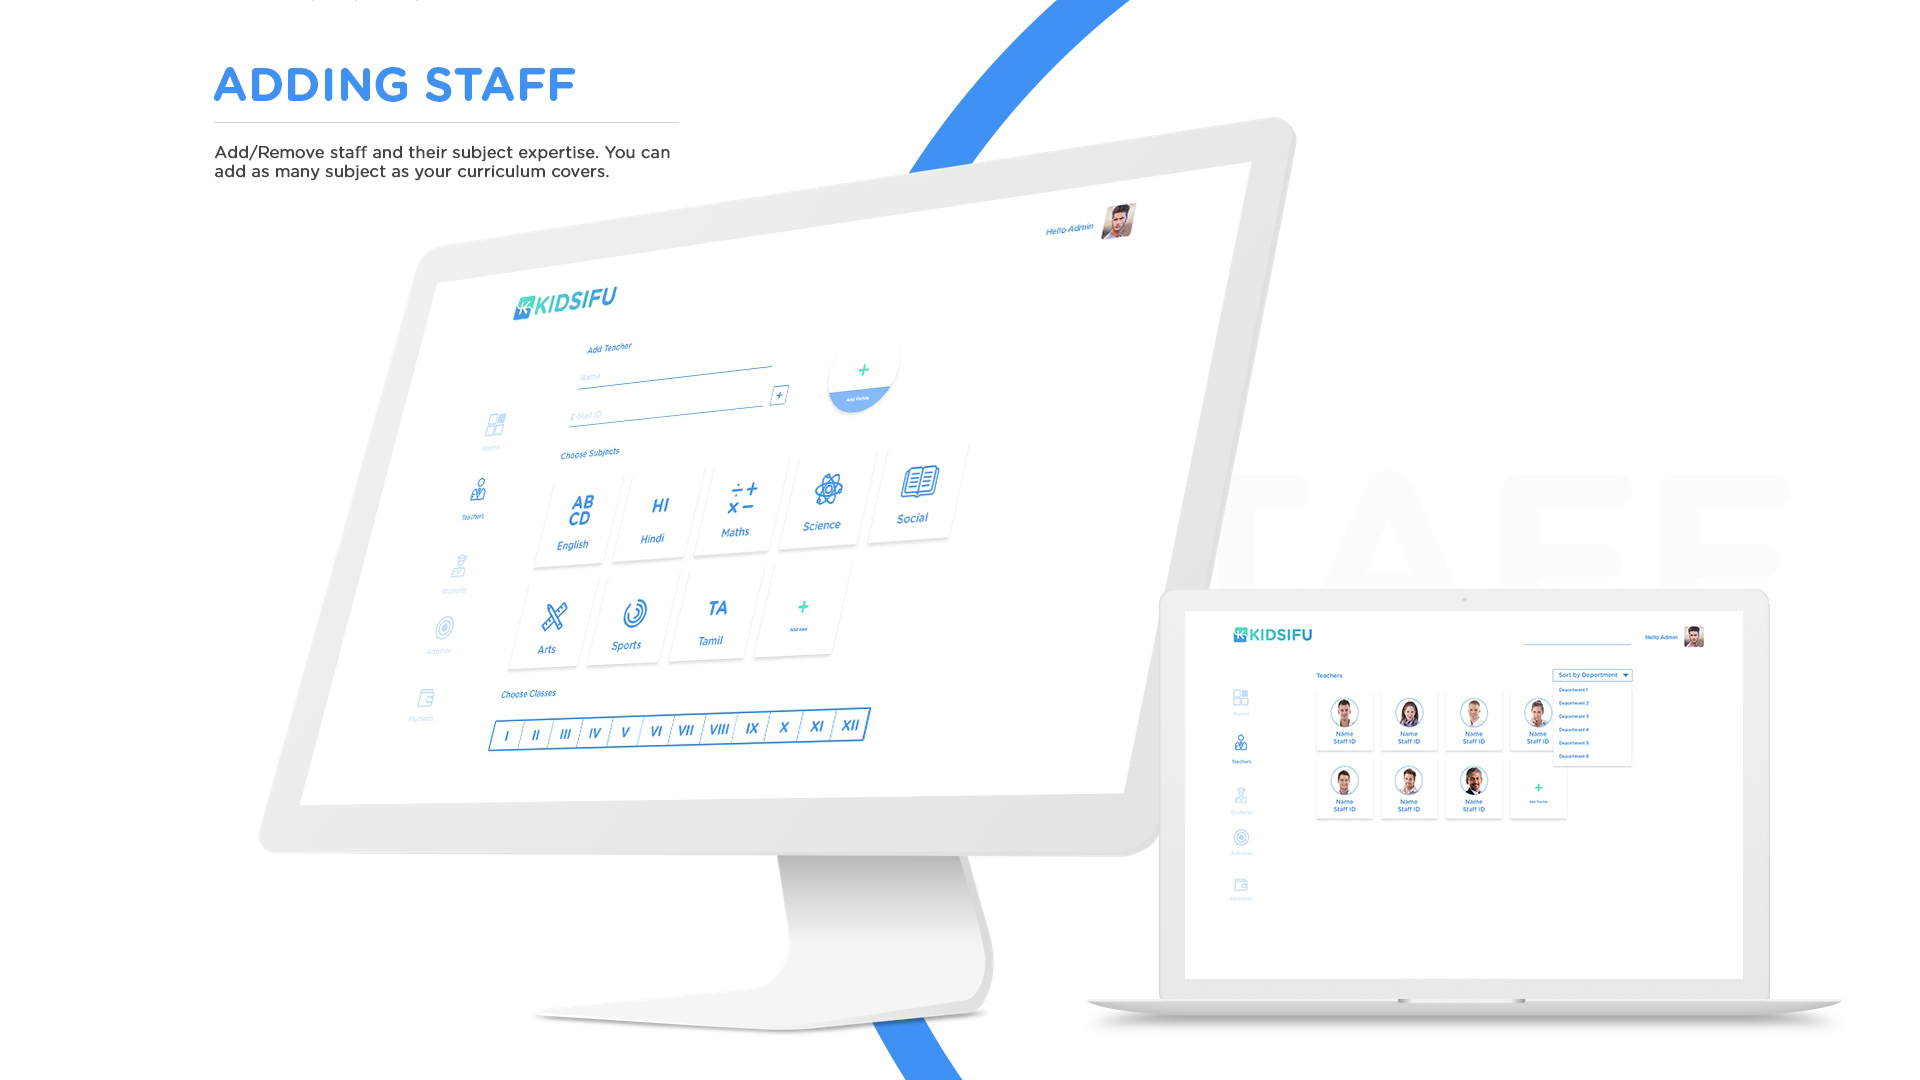 ADDING STAFF
Add/Remove staff and their subject expertise. You can
add as many subject as your curriculum covers.
Hello Admin
K KIDSIFU
Add Teacher
Name
E-Mail ID
+
+
Add Profile
Rooms
Teachers
Students
Activities
Payments
Choose Subjects
AB
CD
English
HI
Hindi
Maths
Science
Social
Arts
Sports
TA
Tamil
+
Add new
Choose Classes
I II III IV V VI VII VIII IX X XI XII
TAFF
K KIDSIFU
Hello Admin
Teachers
Sort by Department
Department 1
Department 2
Department 3
Department 4
Department 5
Department 6
Rooms
Teachers
Students
Activities
Payments
Name
Staff ID
Name
Staff ID
Name
Staff ID
Name
Staff ID
Name
Staff ID
Name
Staff ID
Name
Staff ID
+
Add Teacher